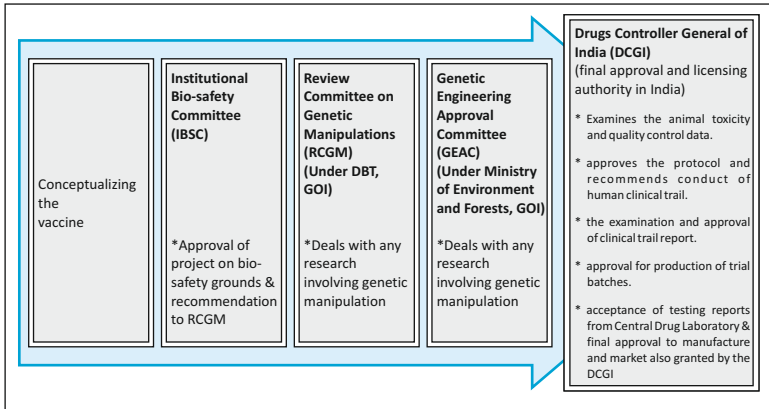 Conceptualizing
the
vaccine
Institutional
Bio-safety
Committee
(IBSC)
*Approval of
project on bio-
safety grounds &
recommendation
to RCGM
Review
Committee on
Genetic
Manipulations
(RCGM)
(Under DBT,
GOI)
*Deals with any
research
involving genetic
manipulation
Genetic
Engineering
Approval
Committee
(GEAC)
(Under Ministry
of Environment
and Forests, GOI)
*Deals with any
research
involving genetic
manipulation
Drugs Controller General of
India (DCGI)
(final approval and licensing
authority in India)
* Examines the animal toxicity
and quality control data.
* approves the protocol and
recommends conduct of
human clinical trail.
* the examination and approval
of clinical trail report.
* approval for production of trial
batches.
* acceptance of testing reports
from Central Drug Laboratory &
final approval to manufacture
and market also granted by the
DCGI